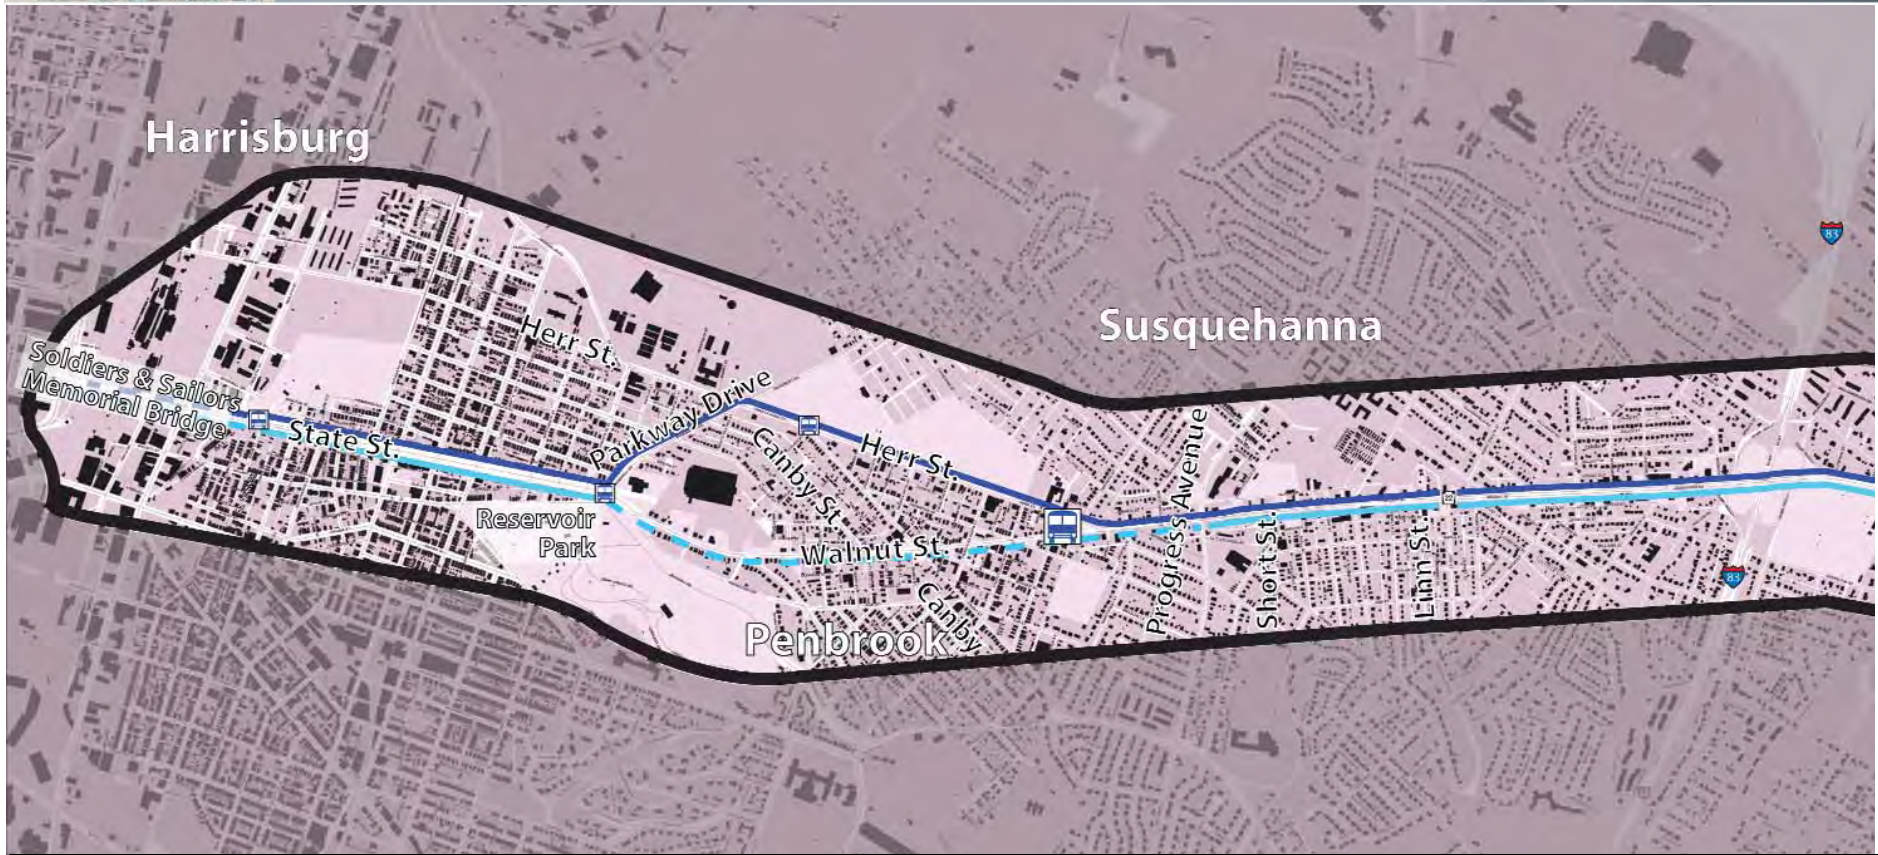 Harrisburg
83
Susquehanna
Herr St.
Soldiers & Sailors
Memorial Bridge
Parkway Drive
State St.
Canby St.
Herr St.
Progress Avenue
Reservoir
Park
Walnut St.
Short St.
Linn St.
22
83
Canby
Penbrook